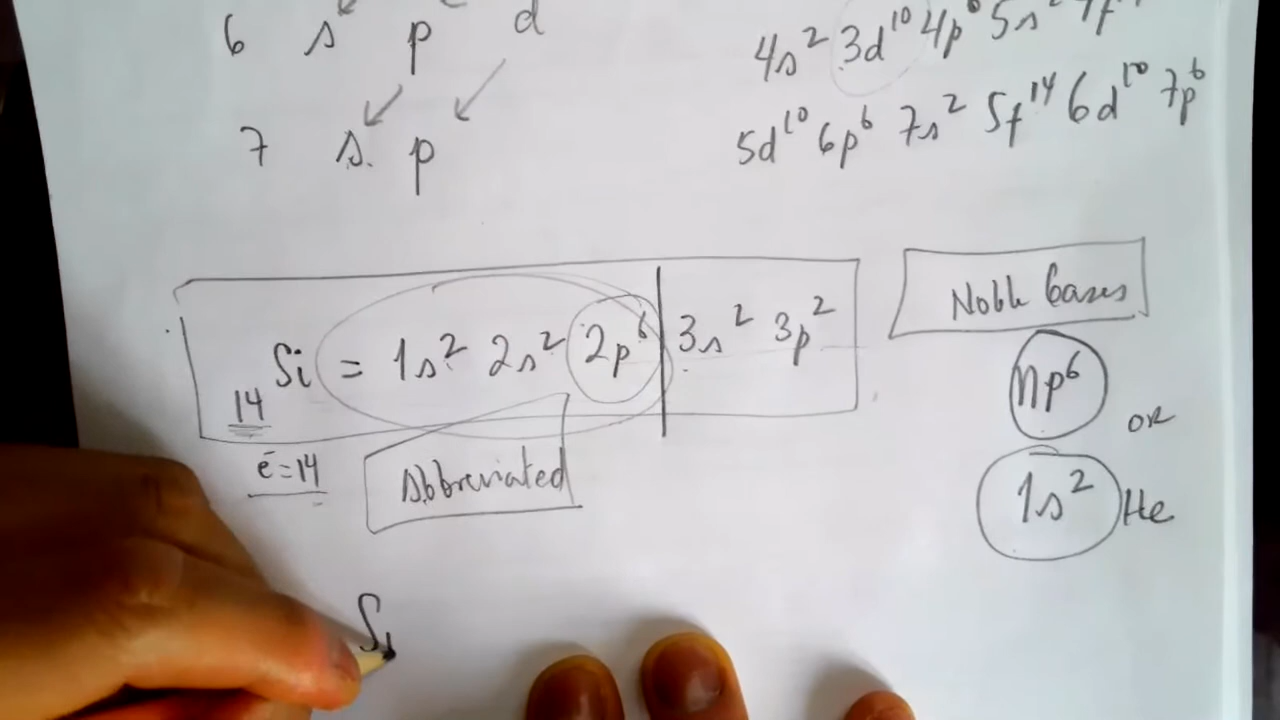 6 s p d
7 s. p
4s² 3d¹⁰ 4p⁶ 5s²
5d¹⁰ 6p⁶ 7s² 5f¹⁴ 6d¹⁰ 7p⁶
₁₄Si = 1s² 2s² 2p⁶ 3s² 3p²
e⁻=14
Abbreviated
Noble Gases
np⁶
OR
1s² He
Si